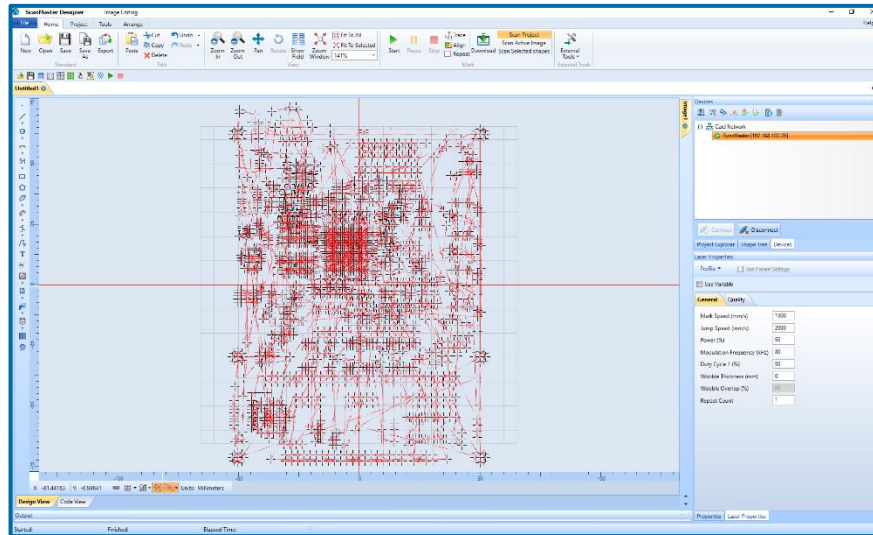 ScanMaster Designer Image Editing
File Home Project Tools Arrange Help
New Open Save Save As Export
Standard
Paste Cut Copy Delete Undo
Edit
Zoom In Zoom Out Pan Rotate Show Field Zoom Window Fit To All Fit To Selected 141%
View
Start Pause Stop Trace Align Repeat Download Scan Project Scan Active Image Scan Selected shapes
Mark
External Tools
External Tools
Untitled1
Image1
Devices
Card Network
Connect Disconnect
Project Explorer Shape Tree Devices
Laser Properties
Profile Use Parent Settings
Use Variable
General Quality
Mark Speed (mm/s) 1000
Jump Speed (mm/s) 2000
Power (%) 50
Modulation Frequency (kHz) 80
Duty Cycle 1 (%) 50
Wobble Thickness (mm) 0
Wobble Overlap (%)
Repeat Count 1
Units: Millimeters
Design View Code View
Properties Laser Properties
Output
Started: Finished: Elapsed Time: